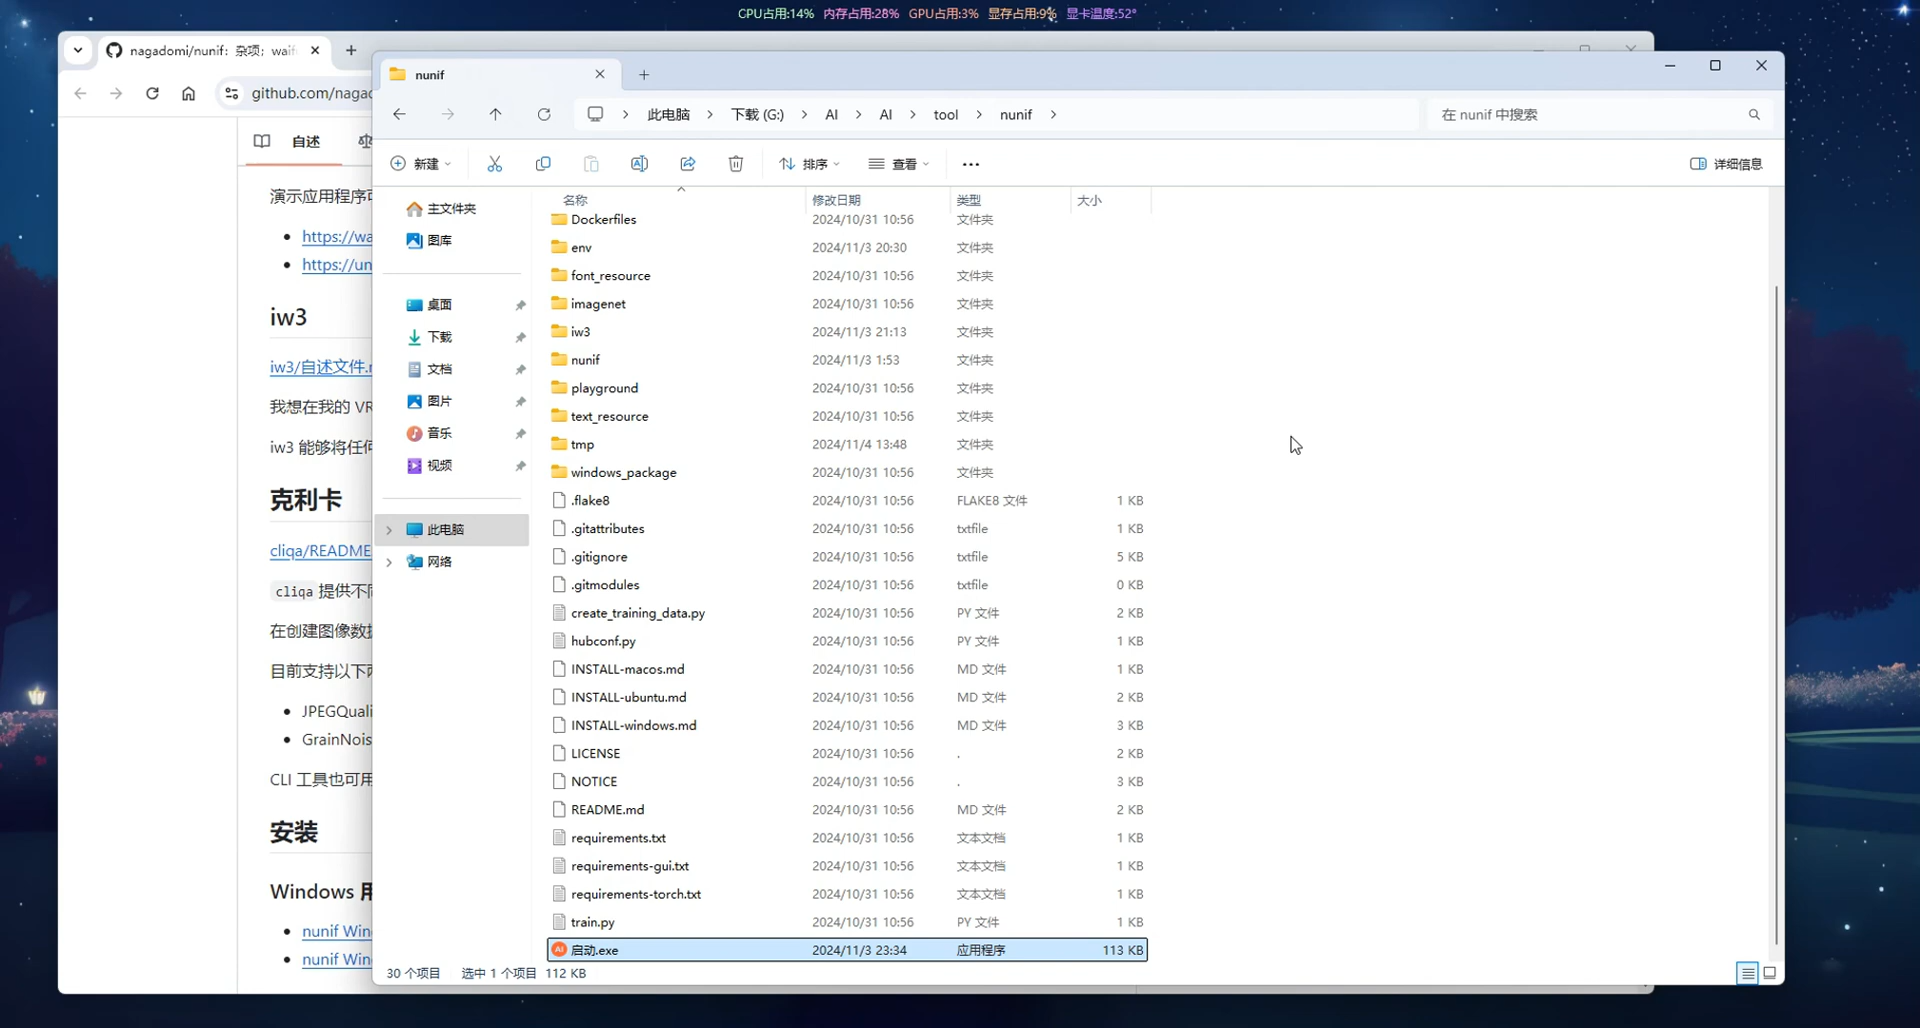 CPU占用:14% 内存占用:28% GPU占用:3% 显存占用:9% 显卡温度:52°
nagadomi/nunif: 杂项; waif
github.com/nagac
自述
演示应用程序
https://wa
https://un
iw3
iw3/自述文件.
我想在我的 VR
iw3 能够将任何
克利卡
cliqa/README
cliqa 提供不同
在创建图像数据
目前支持以下两
JPEGQuali
GrainNois
CLI 工具也可用
安装
Windows 用
nunif Wind
nunif Wind
nunif
此电脑 下载 (G:) AI AI tool nunif
在 nunif 中搜索
新建 排序 查看 详细信息
主文件夹
图库
桌面
下载
文档
图片
音乐
视频
此电脑
网络
名称 修改日期 类型 大小
Dockerfiles 2024/10/31 10:56 文件夹
env 2024/11/3 20:30 文件夹
font_resource 2024/10/31 10:56 文件夹
imagenet 2024/10/31 10:56 文件夹
iw3 2024/11/3 21:13 文件夹
nunif 2024/11/3 1:53 文件夹
playground 2024/10/31 10:56 文件夹
text_resource 2024/10/31 10:56 文件夹
tmp 2024/11/4 13:48 文件夹
windows_package 2024/10/31 10:56 文件夹
.flake8 2024/10/31 10:56 FLAKE8 文件 1 KB
.gitattributes 2024/10/31 10:56 txtfile 1 KB
.gitignore 2024/10/31 10:56 txtfile 5 KB
.gitmodules 2024/10/31 10:56 txtfile 0 KB
create_training_data.py 2024/10/31 10:56 PY 文件 2 KB
hubconf.py 2024/10/31 10:56 PY 文件 1 KB
INSTALL-macos.md 2024/10/31 10:56 MD 文件 1 KB
INSTALL-ubuntu.md 2024/10/31 10:56 MD 文件 2 KB
INSTALL-windows.md 2024/10/31 10:56 MD 文件 3 KB
LICENSE 2024/10/31 10:56 . 2 KB
NOTICE 2024/10/31 10:56 . 3 KB
README.md 2024/10/31 10:56 MD 文件 2 KB
requirements.txt 2024/10/31 10:56 文本文档 1 KB
requirements-gui.txt 2024/10/31 10:56 文本文档 1 KB
requirements-torch.txt 2024/10/31 10:56 文本文档 1 KB
train.py 2024/10/31 10:56 PY 文件 1 KB
启动.exe 2024/11/3 23:34 应用程序 113 KB
30 个项目 选中 1 个项目 112 KB